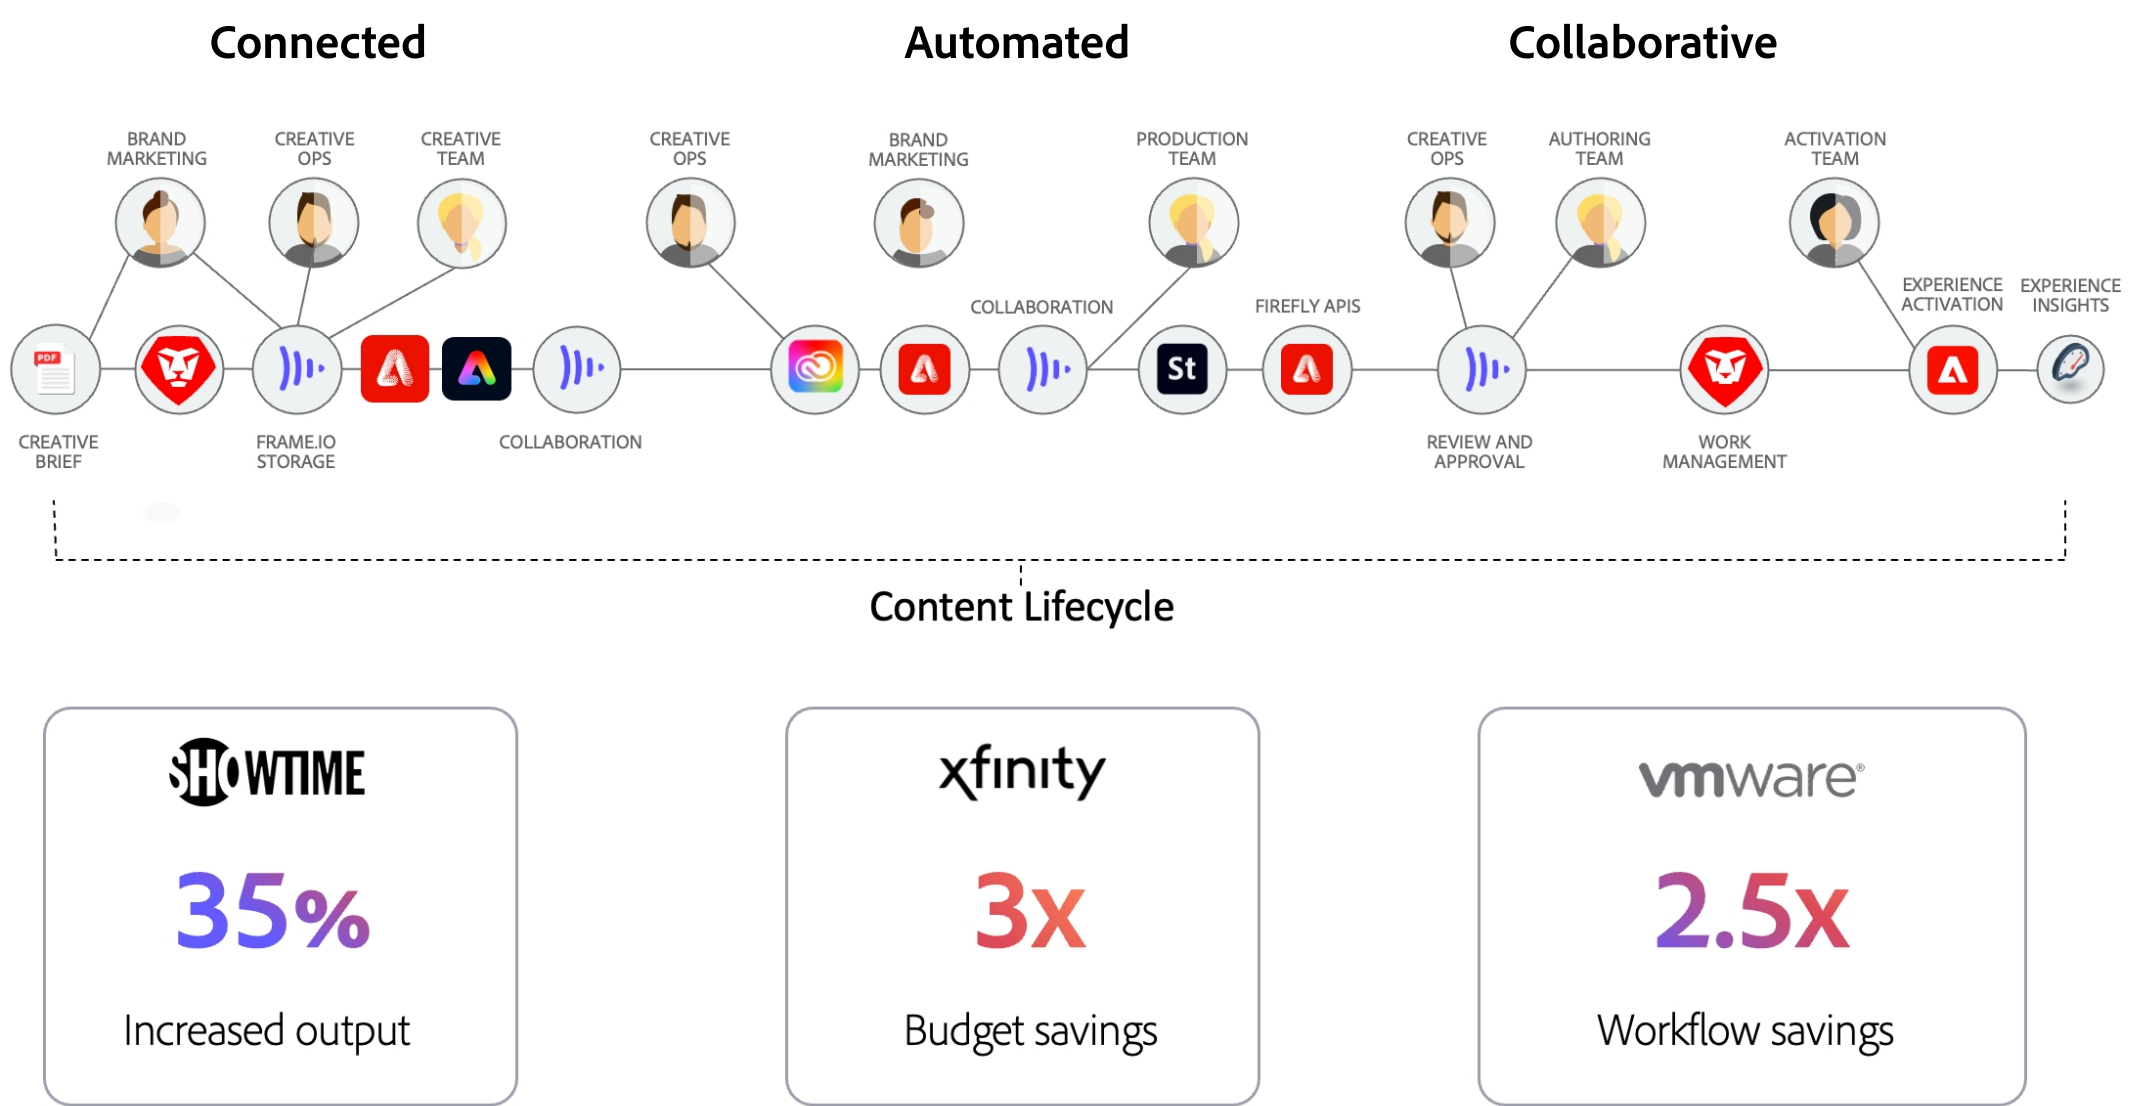 Connected
Automated
Collaborative
BRAND
MARKETING
CREATIVE
OPS
CREATIVE
TEAM
CREATIVE
OPS
BRAND
MARKETING
PRODUCTION
TEAM
CREATIVE
OPS
AUTHORING
TEAM
ACTIVATION
TEAM
COLLABORATION
FIREFLY APIS
EXPERIENCE
ACTIVATION
EXPERIENCE
INSIGHTS
PDF
St
CREATIVE
BRIEF
FRAME.IO
STORAGE
COLLABORATION
REVIEW AND
APPROVAL
WORK
MANAGEMENT
Content Lifecycle
SHOWTIME
35%
Increased output
xfinity
3x
Budget savings
vmware®
2.5x
Workflow savings